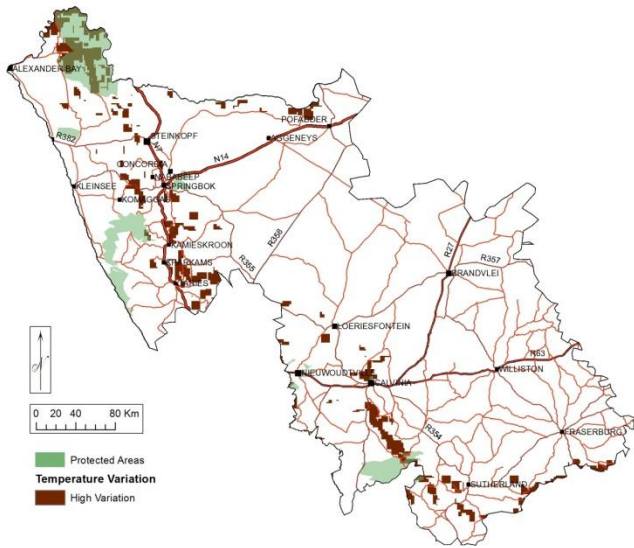 ALEXANDER BAY
R382
STEINKOPF
N7
CONCORDIA
NABABEEP
SPRINGBOK
KLEINSEE
KOMAGGAS
N14
POFADDER
AGGENEYS
KAMIESKROON
KHARKAMS
GARIES
R355
R358
R27
R357
BRANDVLEI
LOERIESFONTEIN
NIEUWOUDTVILLE
CALVINIA
R63
WILLISTON
R354
FRASERBURG
SUTHERLAND
N
0 20 40 80 Km
Protected Areas
Temperature Variation
High Variation